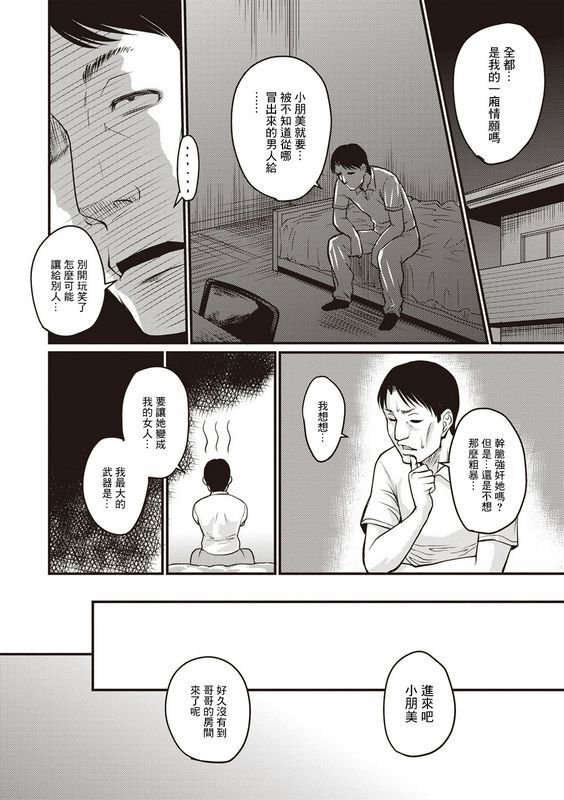 全都…
是我的一廂情願嗎
小朋美就要…
被不知道從哪
冒出來的男人給
……
……
別開玩笑了
怎麼可能
讓給別人…
幹脆強奸她嗎？
但是…還是不想
那麼粗暴…
我想想…
要讓她變成
我的女人…
我最大的
武器是…
進來吧
小朋美
好久沒有到
哥哥的房間
來了呢